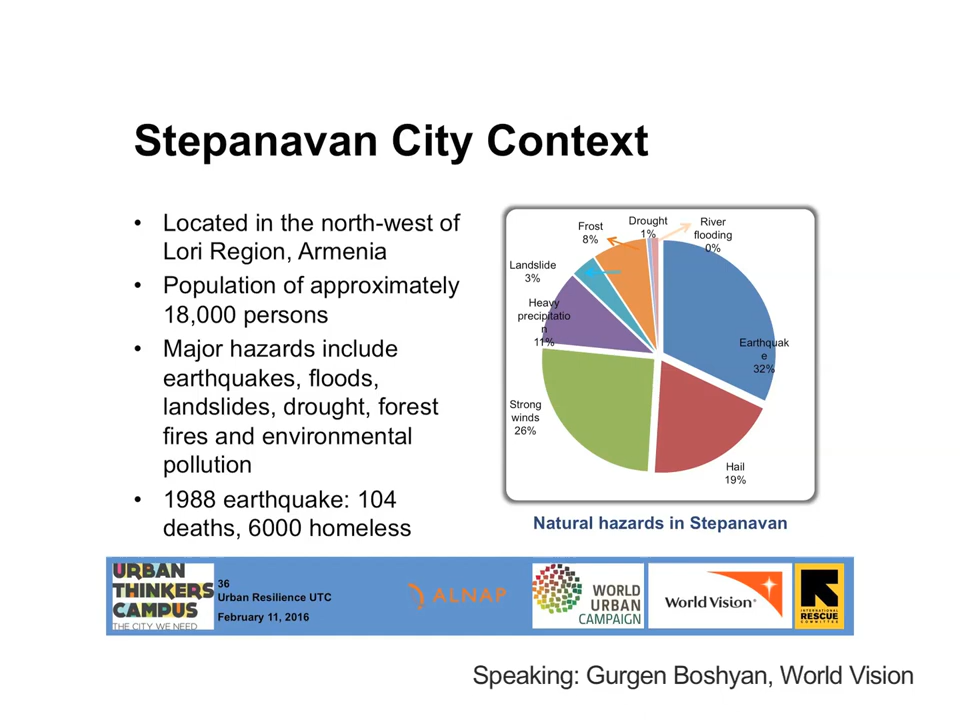 Stepanavan City Context
• Located in the north-west of
Lori Region, Armenia
• Population of approximately
18,000 persons
• Major hazards include
earthquakes, floods,
landslides, drought, forest
fires and environmental
pollution
• 1988 earthquake: 104
deaths, 6000 homeless
Drought
1%
River
flooding
0%
Frost
8%
Landslide
3%
Heavy
precipitatio
n
11%
Earthquak
e
32%
Strong
winds
26%
Hail
19%
Natural hazards in Stepanavan
URBAN
THINKERS
CAMPUS
THE CITY WE NEED
36
Urban Resilience UTC
February 11, 2016
ALNAP
WORLD
URBAN
CAMPAIGN
World Vision
INTERNATIONAL
RESCUE
COMMITTEE
Speaking: Gurgen Boshyan, World Vision